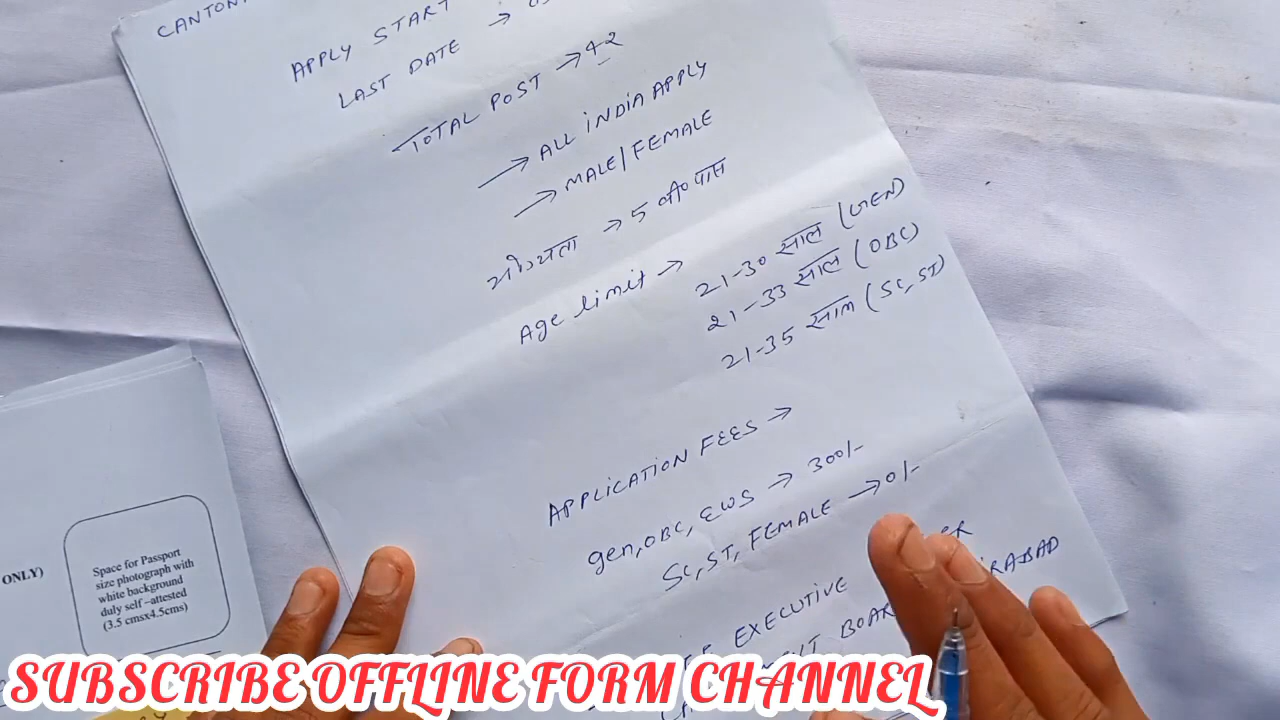 APPLY START
LAST DATE →
TOTAL POST → 42
→ ALL INDIA APPLY
→ MALE/FEMALE
योग्यता → 5 वी० पास
Age limit →
21-30 साल (GEN)
21-33 साल (OBC)
21-35 साल (SC, ST)
APPLICATION FEES →
gen, OBC, EWS → 300/-
SC, ST, FEMALE → 0/-
EXECUTIVE
ONLY)
Space for Passport
size photograph with
white background
duly self –attested
(3.5 cmsx4.5cms)
SUBSCRIBE OFFLINE FORM CHANNEL